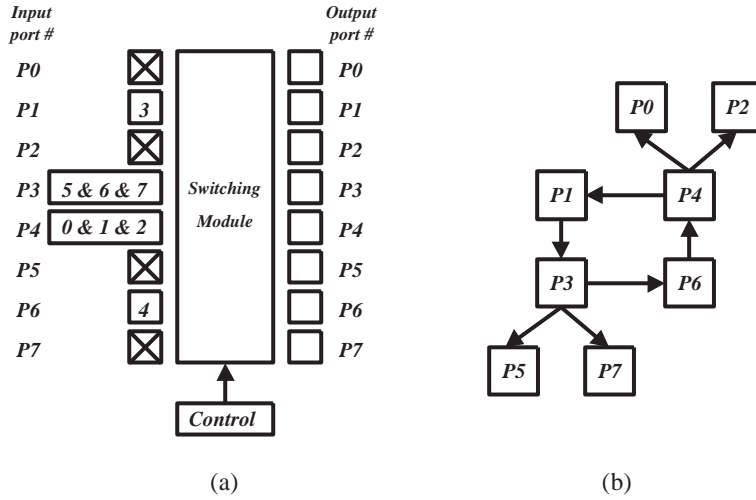 Input port #
Output port #
P0
P0
P1
3
P1
P2
P2
P3
5 & 6 & 7
P3
P4
0 & 1 & 2
P4
P5
P5
P6
4
P6
P7
P7
Switching
Module
Control
(a)
P0
P2
P1
P4
P3
P6
P5
P7
(b)